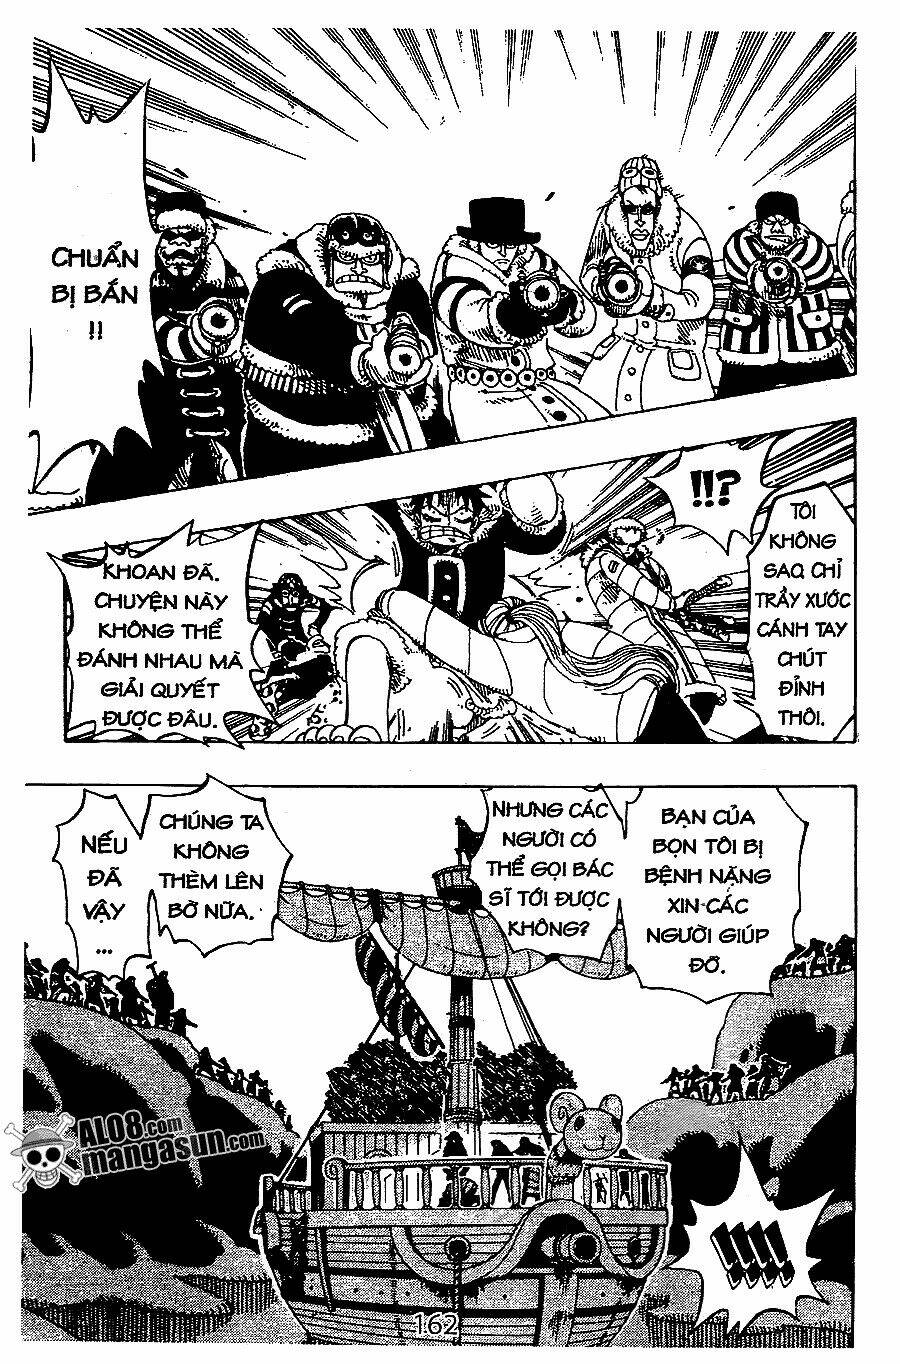 CHUẨN
BỊ BẮN
!!
!!?
TÔI
KHÔNG
SAO, CHỈ
TRẦY XƯỚC
CÁNH TAY
CHÚT
ĐỈNH
THÔI.
KHOAN ĐÃ.
CHUYỆN NÀY
KHÔNG THỂ
ĐÁNH NHAU MÀ
GIẢI QUYẾT
ĐƯỢC ĐÂU.
BẠN CỦA
BỌN TÔI BỊ
BỆNH NẶNG
XIN CÁC
NGƯỜI GIÚP
ĐỠ.
NHƯNG CÁC
NGƯỜI CÓ
THỂ GỌI BÁC
SĨ TỚI ĐƯỢC
KHÔNG?
CHÚNG TA
KHÔNG
THÈM LÊN
BỜ NỮA.
NẾU
ĐÃ
VẬY
...
!!!!
AL08.com
mangasun.com
162